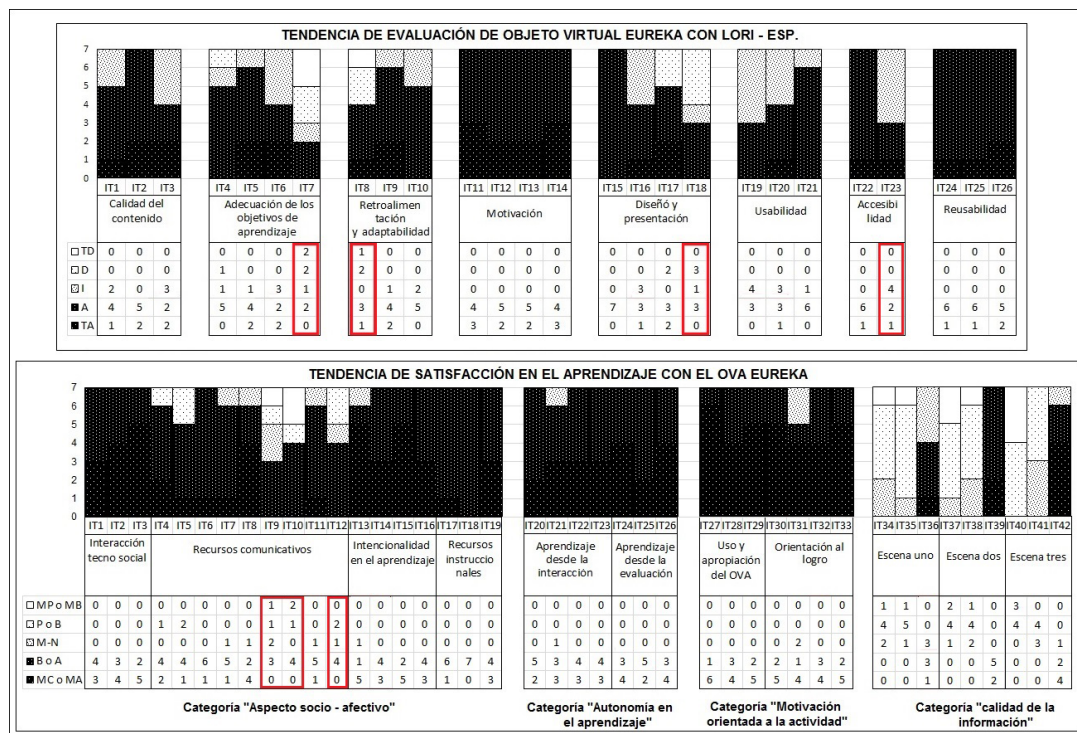 TENDENCIA DE EVALUACIÓN DE OBJETO VIRTUAL EUREKA CON LORI - ESP.
7
6
5
4
3
2
1
0
IT1 IT2 IT3 IT4 IT5 IT6 IT7 IT8 IT9 IT10 IT11 IT12 IT13 IT14 IT15 IT16 IT17 IT18 IT19 IT20 IT21 IT22 IT23 IT24 IT25 IT26
Calidad del
contenido
Adecuación de los
objetivos de
aprendizaje
Retroalimen
tación
y adaptabilidad
Motivación
Diseñó y
presentación
Usabilidad
Accesibi
lidad
Reusabilidad
TD 0 0 0 0 0 0 2 1 0 0 0 0 0 0 0 0 0 0 0 0 0 0 0 0 0 0
D 0 0 0 1 0 0 2 2 0 0 0 0 0 0 0 0 2 3 0 0 0 0 0 0 0 0
I 2 0 3 1 1 3 1 0 1 2 0 0 0 0 0 3 0 1 4 3 1 0 4 0 0 0
A 4 5 2 5 4 2 2 3 4 5 4 5 5 4 7 3 3 3 3 3 6 6 2 6 6 5
TA 1 2 2 0 2 2 0 1 2 0 3 2 2 3 0 1 2 0 0 1 0 1 1 1 1 2
TENDENCIA DE SATISFACCIÓN EN EL APRENDIZAJE CON EL OVA EUREKA
7
6
5
4
3
2
1
0
IT1 IT2 IT3 IT4 IT5 IT6 IT7 IT8 IT9 IT10 IT11 IT12 IT13 IT14 IT15 IT16 IT17 IT18 IT19 IT20 IT21 IT22 IT23 IT24 IT25 IT26 IT27 IT28 IT29 IT30 IT31 IT32 IT33 IT34 IT35 IT36 IT37 IT38 IT39 IT40 IT41 IT42
Interacción
tecno social
Recursos comunicativos
Intencionalidad
en el aprendizaje
Recursos
instruccio
nales
Aprendizaje
desde la
interacción
Aprendizaje
desde la
evaluación
Uso y
apropiación
del OVA
Orientación al
logro
Escena uno
Escena dos
Escena tres
MP o MB 0 0 0 0 0 0 0 0 1 2 0 0 0 0 0 0 0 0 0 0 0 0 0 0 0 0 0 0 0 0 0 0 0 1 1 0 2 1 0 3 0 0
P o B 0 0 0 1 2 0 0 0 1 1 0 2 0 0 0 0 0 0 0 0 0 0 0 0 0 0 0 0 0 0 0 0 0 4 5 0 4 4 0 4 4 0
M-N 0 0 0 0 0 0 1 1 2 0 1 1 1 0 0 0 0 0 0 0 1 0 0 0 0 0 0 0 0 0 2 0 0 2 1 3 1 2 0 0 3 1
B o A 4 3 2 4 4 6 5 2 3 4 5 4 1 4 2 4 6 7 4 5 3 4 4 3 5 3 1 3 2 2 1 3 2 0 0 3 0 0 5 0 0 2
MC o MA 3 4 5 2 1 1 1 4 0 0 1 0 5 3 5 3 1 0 3 2 3 3 3 4 2 4 6 4 5 5 4 4 5 0 0 1 0 0 2 0 0 4
Categoría "Aspecto socio - afectivo"
Categoría "Autonomia en
el aprendizaje"
Categoría "Motivación
orientada a la actividad"
Categoría "calidad de la
información"